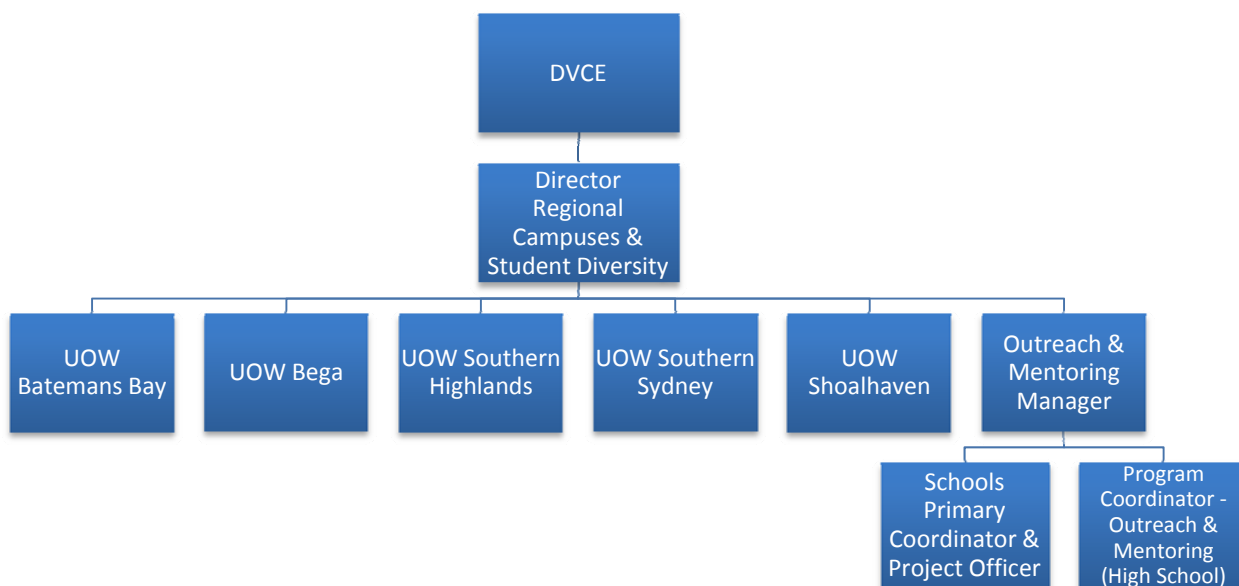 DVCE
Director
Regional
Campuses &
Student Diversity
UOW
Batemans Bay
UOW Bega
UOW Southern
Highlands
UOW Southern
Sydney
UOW
Shoalhaven
Outreach &
Mentoring
Manager
Schools
Primary
Coordinator &
Project Officer
Program
Coordinator -
Outreach &
Mentoring
(High School)